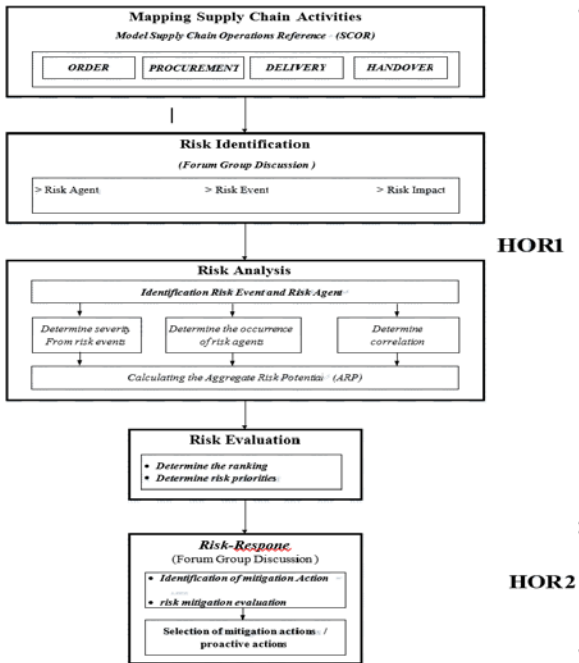 Mapping Supply Chain Activities
Model Supply Chain Operations Reference (SCOR)
ORDER PROCUREMENT DELIVERY HANDOVER
Risk Identification
(Forum Group Discussion )
> Risk Agent > Risk Event > Risk Impact
HOR1
Risk Analysis
Identification Risk Event and Risk Agent
Determine severity
From risk events
Determine the occurrence
of risk agents
Determine
correlation
Calculating the Aggregate Risk Potential (ARP)
Risk Evaluation
• Determine the ranking
• Determine risk priorities
Risk-Respone
(Forum Group Discussion )
• Identification of mitigation Action
• risk mitigation evaluation
HOR2
Selection of mitigation actions /
proactive actions